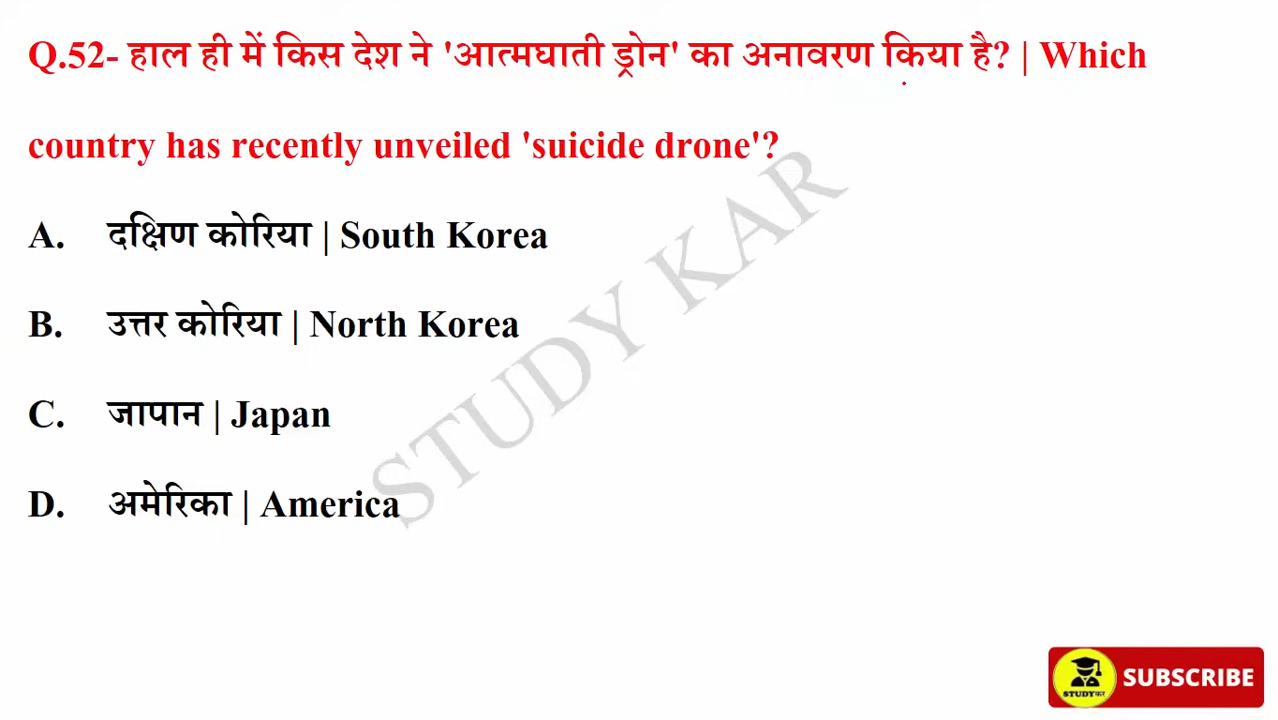 Q.52- हाल ही में किस देश ने 'आत्मघाती ड्रोन' का अनावरण किया है? | Which
country has recently unveiled 'suicide drone'?
A. दक्षिण कोरिया | South Korea
B. उत्तर कोरिया | North Korea
C. जापान | Japan
D. अमेरिका | America
STUDY KAR
STUDYकर
SUBSCRIBE